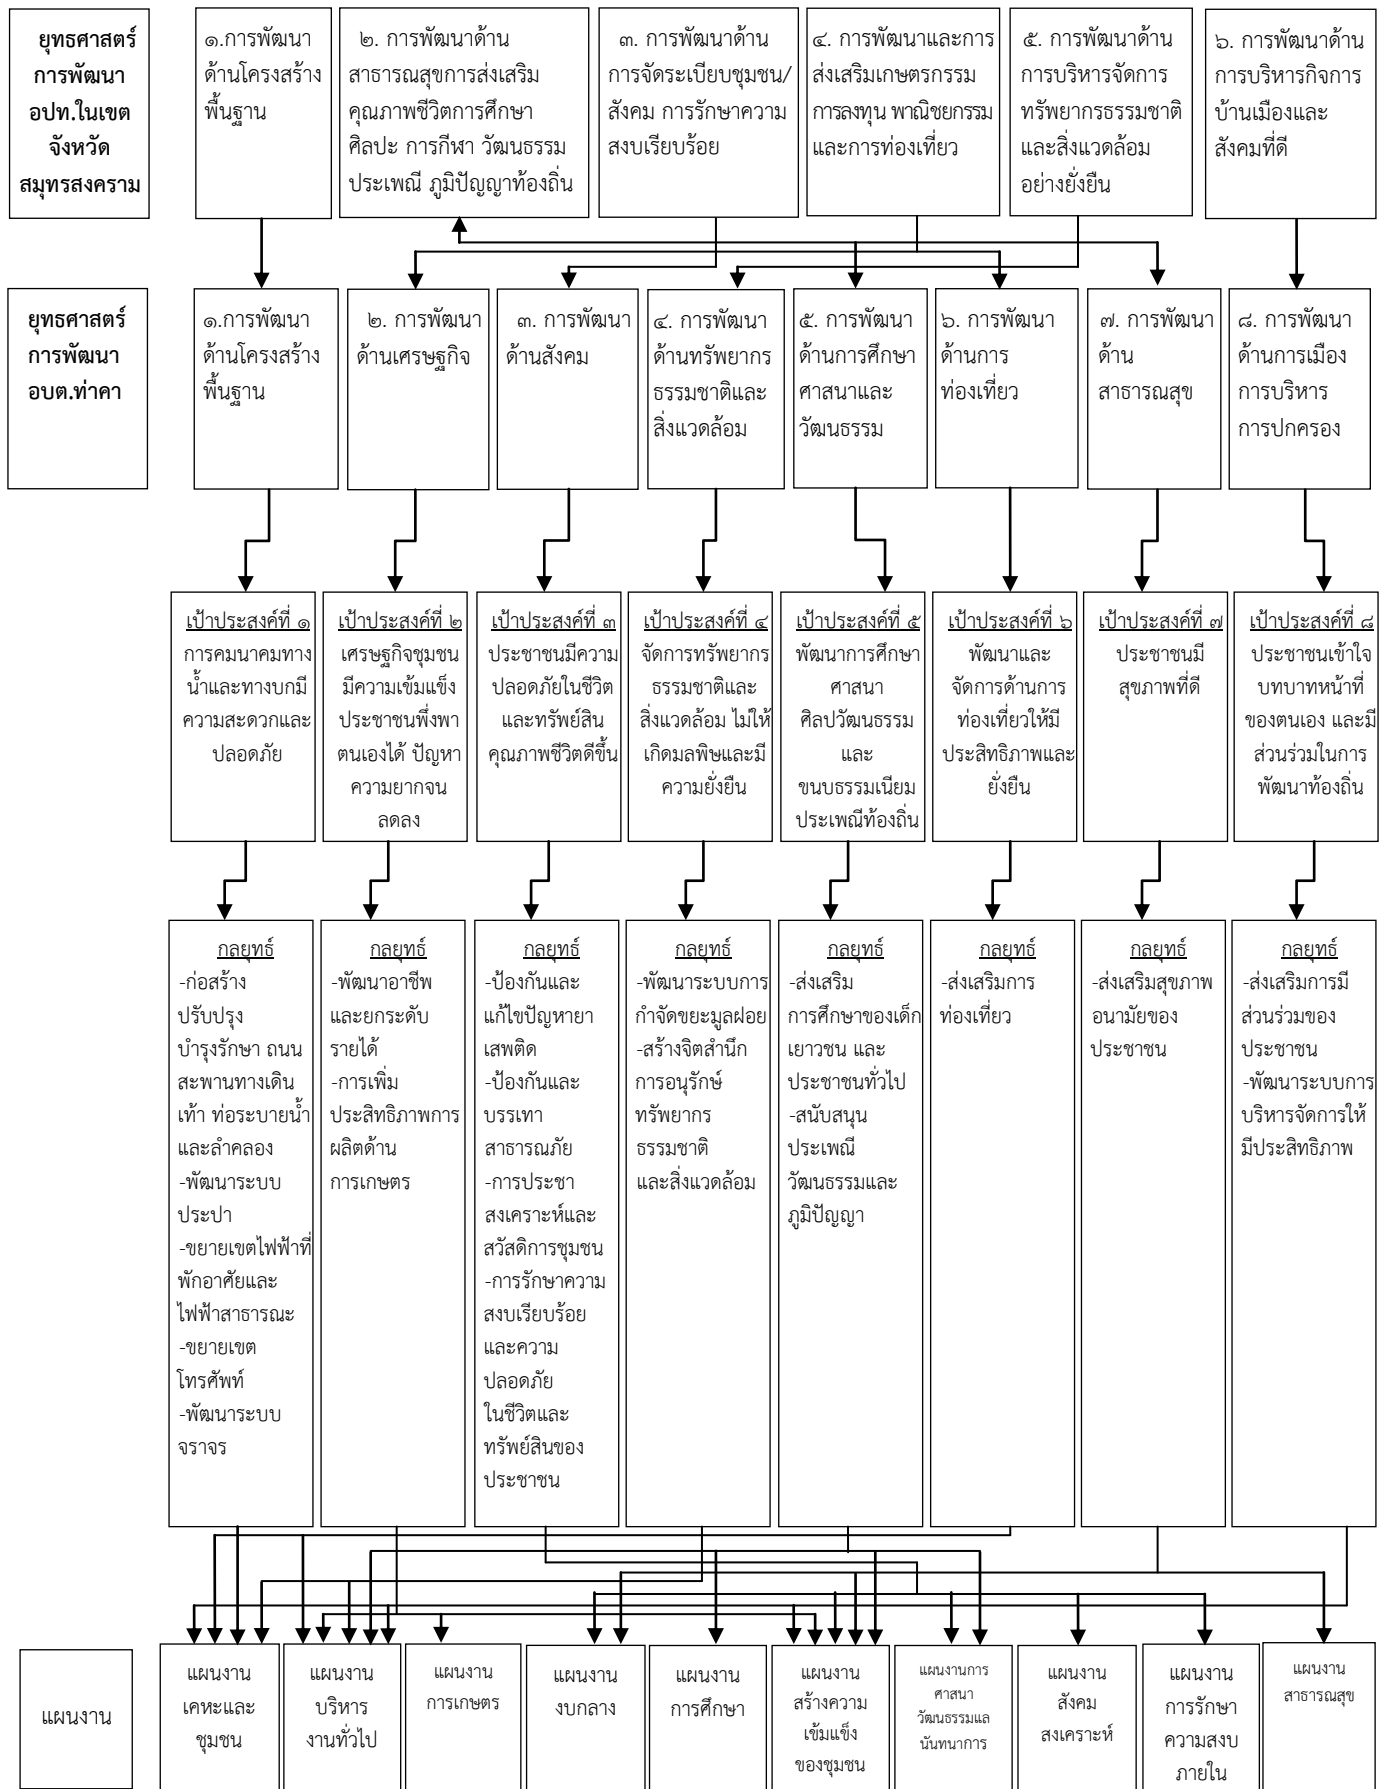 ยุทธศาสตร์
การพัฒนา
อปท.ในเขต
จังหวัด
สมุทรสงคราม
๑.การพัฒนา
ด้านโครงสร้าง
พื้นฐาน
๒. การพัฒนาด้าน
สาธารณสุขการส่งเสริม
คุณภาพชีวิตการศึกษา
ศิลปะ การกีฬา วัฒนธรรม
ประเพณี ภูมิปัญญาท้องถิ่น
๓. การพัฒนาด้าน
การจัดระเบียบชุมชน/
สังคม การรักษาความ
สงบเรียบร้อย
๔. การพัฒนาและการ
ส่งเสริมเกษตรกรรม
การลงทุน พาณิชยกรรม
และการท่องเที่ยว
๕. การพัฒนาด้าน
การบริหารจัดการ
ทรัพยากรธรรมชาติ
และสิ่งแวดล้อม
อย่างยั่งยืน
๖. การพัฒนาด้าน
การบริหารกิจการ
บ้านเมืองและ
สังคมที่ดี
ยุทธศาสตร์
การพัฒนา
อบต.ท่าคา
๑.การพัฒนา
ด้านโครงสร้าง
พื้นฐาน
๒. การพัฒนา
ด้านเศรษฐกิจ
๓. การพัฒนา
ด้านสังคม
๔. การพัฒนา
ด้านทรัพยากร
ธรรมชาติและ
สิ่งแวดล้อม
๕. การพัฒนา
ด้านการศึกษา
ศาสนาและ
วัฒนธรรม
๖. การพัฒนา
ด้านการ
ท่องเที่ยว
๗. การพัฒนา
ด้าน
สาธารณสุข
๘. การพัฒนา
ด้านการเมือง
การบริหาร
การปกครอง
เป้าประสงค์ที่ ๑
การคมนาคมทาง
น้ำและทางบกมี
ความสะดวกและ
ปลอดภัย
เป้าประสงค์ที่ ๒
เศรษฐกิจชุมชน
มีความเข้มแข็ง
ประชาชนพึ่งพา
ตนเองได้ ปัญหา
ความยากจน
ลดลง
เป้าประสงค์ที่ ๓
ประชาชนมีความ
ปลอดภัยในชีวิต
และทรัพย์สิน
คุณภาพชีวิตดีขึ้น
เป้าประสงค์ที่ ๔
จัดการทรัพยากร
ธรรมชาติและ
สิ่งแวดล้อม ไม่ให้
เกิดมลพิษและมี
ความยั่งยืน
เป้าประสงค์ที่ ๕
พัฒนาการศึกษา
ศาสนา
ศิลปวัฒนธรรม
และ
ขนบธรรมเนียม
ประเพณีท้องถิ่น
เป้าประสงค์ที่ ๖
พัฒนาและ
จัดการด้านการ
ท่องเที่ยวให้มี
ประสิทธิภาพและ
ยั่งยืน
เป้าประสงค์ที่ ๗
ประชาชนมี
สุขภาพที่ดี
เป้าประสงค์ที่ ๘
ประชาชนเข้าใจ
บทบาทหน้าที่
ของตนเอง และมี
ส่วนร่วมในการ
พัฒนาท้องถิ่น
กลยุทธ์
-ก่อสร้าง
ปรับปรุง
บำรุงรักษา ถนน
สะพานทางเดิน
เท้า ท่อระบายน้ำ
และลำคลอง
-พัฒนาระบบ
ประปา
-ขยายเขตไฟฟ้าที่
พักอาศัยและ
ไฟฟ้าสาธารณะ
-ขยายเขต
โทรศัพท์
-พัฒนาระบบ
จราจร
กลยุทธ์
-พัฒนาอาชีพ
และยกระดับ
รายได้
-การเพิ่ม
ประสิทธิภาพการ
ผลิตด้าน
การเกษตร
กลยุทธ์
-ป้องกันและ
แก้ไขปัญหายา
เสพติด
-ป้องกันและ
บรรเทา
สาธารณภัย
-การประชา
สงเคราะห์และ
สวัสดิการชุมชน
-การรักษาความ
สงบเรียบร้อย
และความ
ปลอดภัย
ในชีวิตและ
ทรัพย์สินของ
ประชาชน
กลยุทธ์
-พัฒนาระบบการ
กำจัดขยะมูลฝอย
-สร้างจิตสำนึก
การอนุรักษ์
ทรัพยากร
ธรรมชาติ
และสิ่งแวดล้อม
กลยุทธ์
-ส่งเสริม
การศึกษาของเด็ก
เยาวชน และ
ประชาชนทั่วไป
-สนับสนุน
ประเพณี
วัฒนธรรมและ
ภูมิปัญญา
กลยุทธ์
-ส่งเสริมการ
ท่องเที่ยว
กลยุทธ์
-ส่งเสริมสุขภาพ
อนามัยของ
ประชาชน
กลยุทธ์
-ส่งเสริมการมี
ส่วนร่วมของ
ประชาชน
-พัฒนาระบบการ
บริหารจัดการให้
มีประสิทธิภาพ
แผนงาน
แผนงาน
เคหะและ
ชุมชน
แผนงาน
บริหาร
งานทั่วไป
แผนงาน
การเกษตร
แผนงาน
งบกลาง
แผนงาน
การศึกษา
แผนงาน
สร้างความ
เข้มแข็ง
ของชุมชน
แผนงานการ
ศาสนา
วัฒนธรรมแล
นันทนาการ
แผนงาน
สังคม
สงเคราะห์
แผนงาน
การรักษา
ความสงบ
ภายใน
แผนงาน
สาธารณสุข